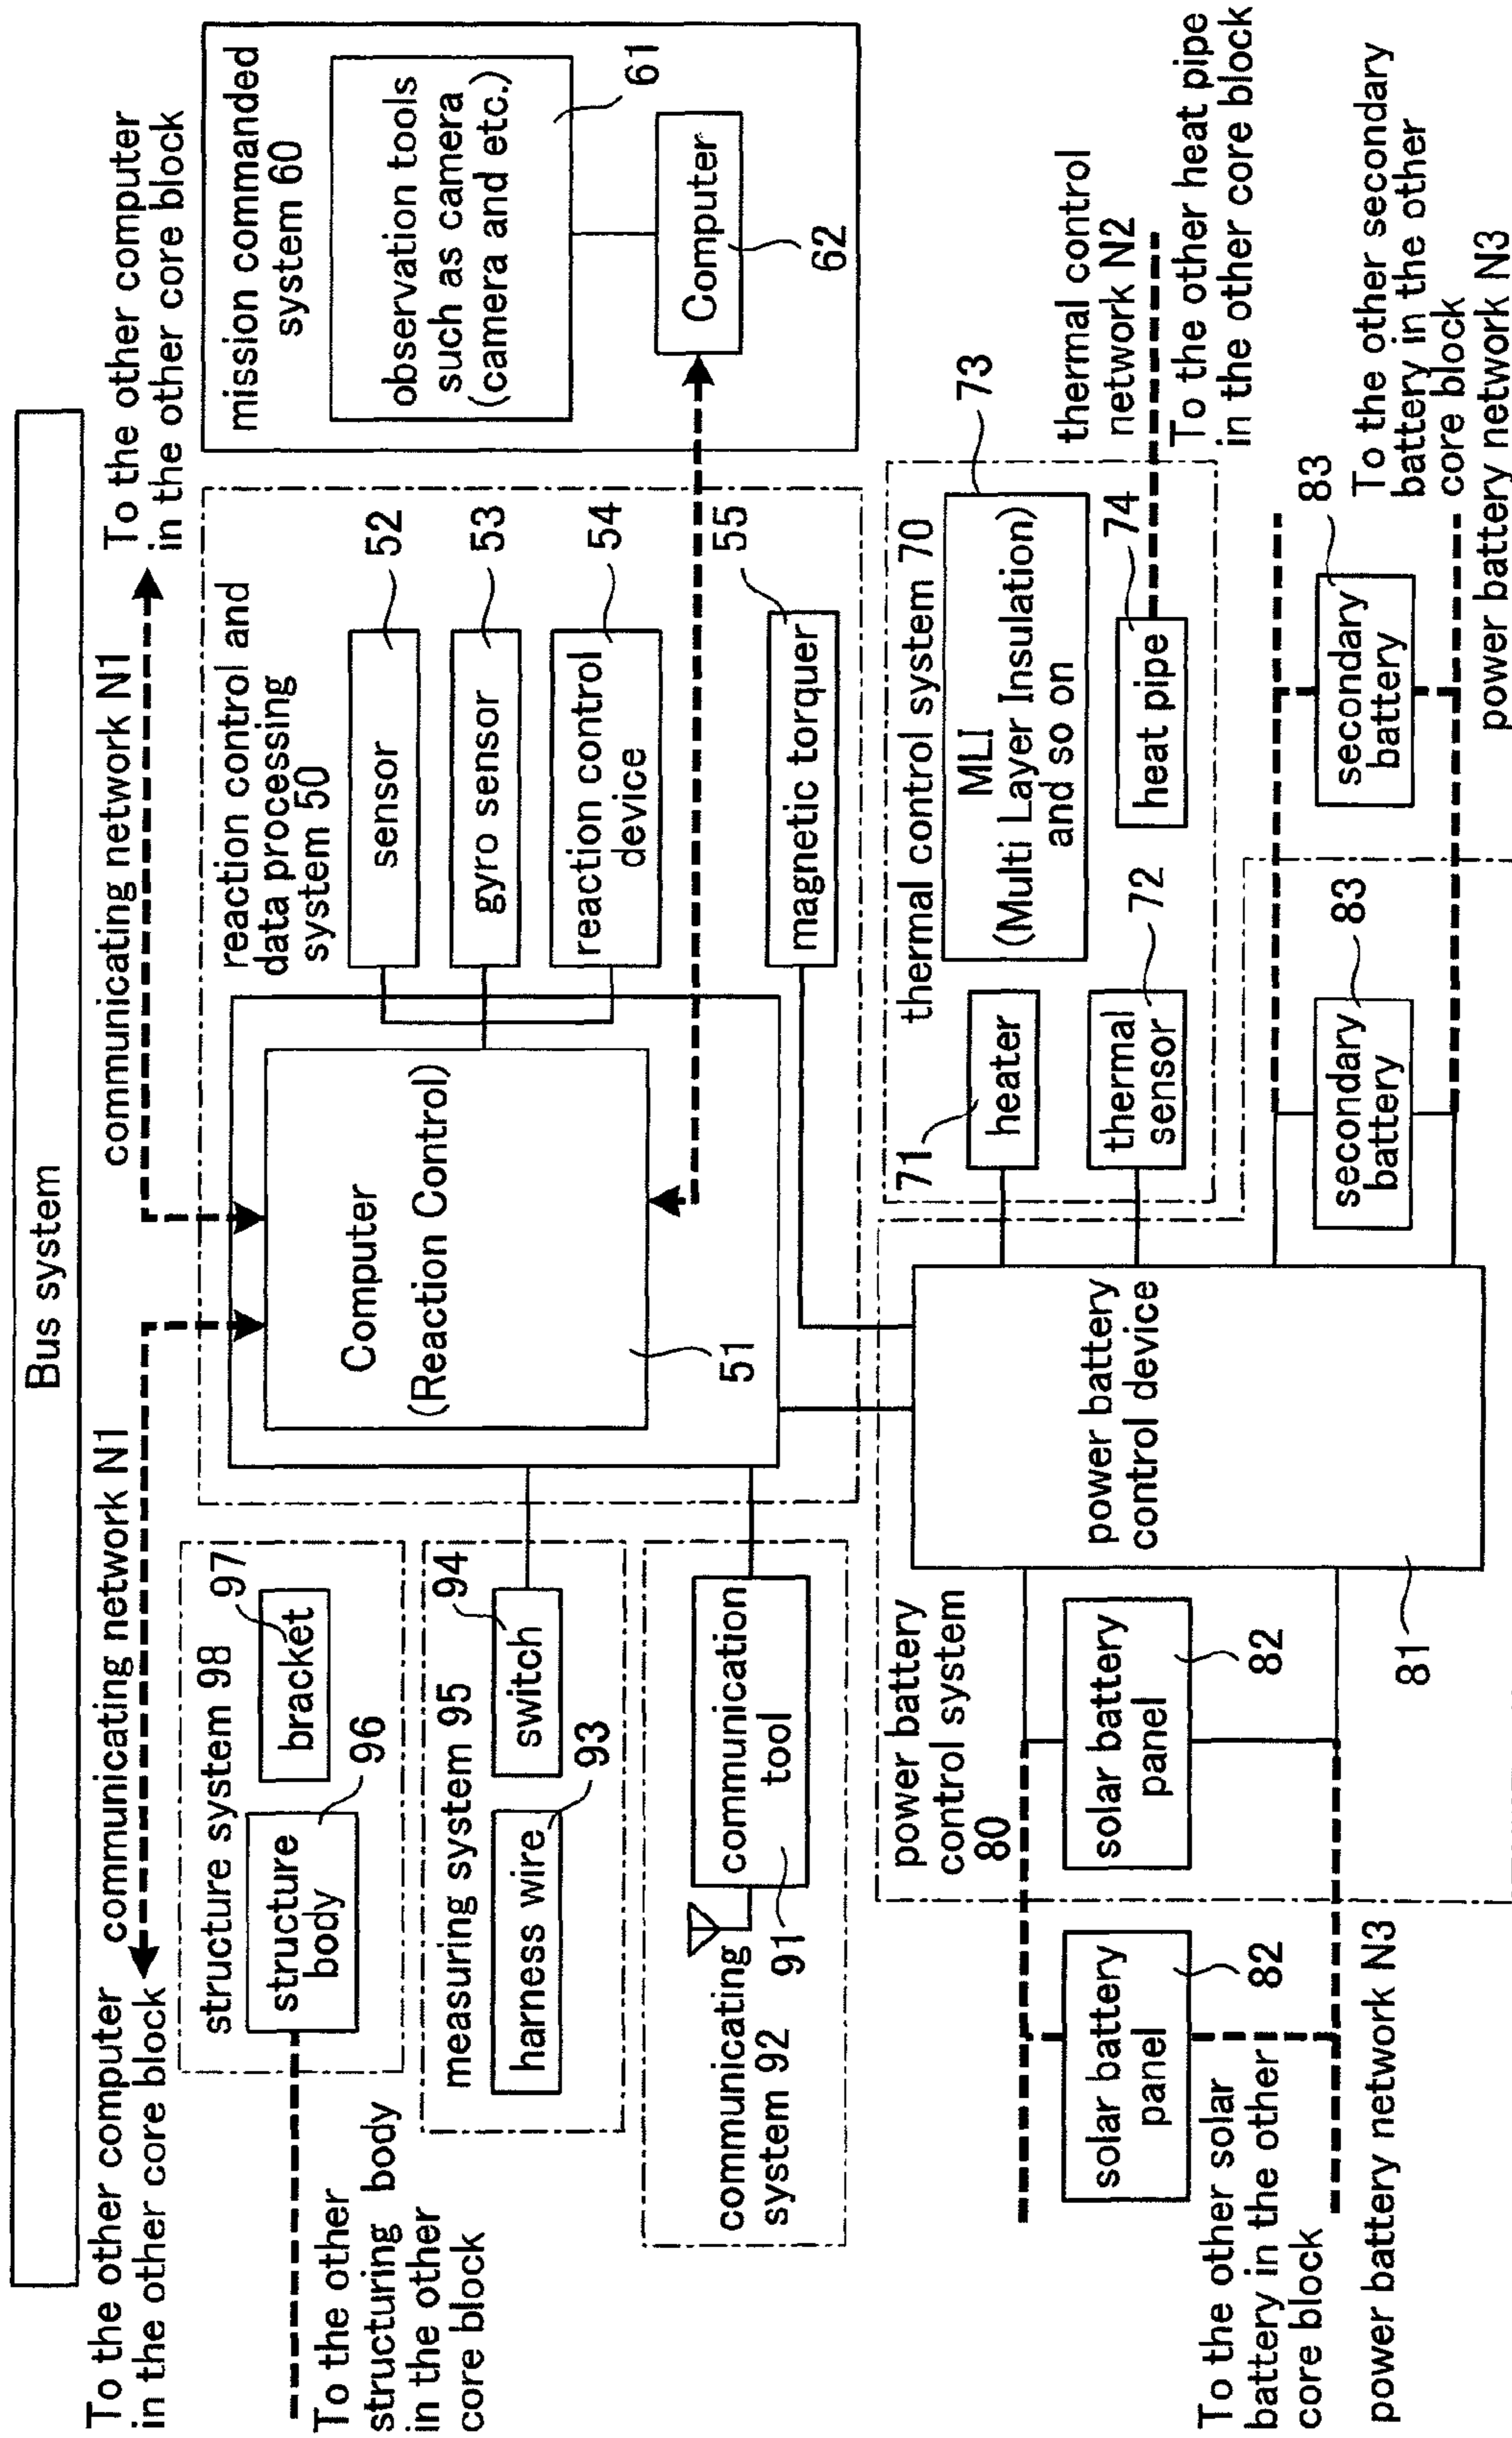 Bus system
To the other computer
in the other core block
communicating network N1
communicating network N1
To the other computer
in the other core block
structure system 98
97
bracket
structure
body
96
To the other
structuring body
in the other
core block
measuring system 95
94
switch
harness wire
93
communicating
system 92
communication
tool
91
reaction control and
data processing
system 50
Computer
(Reaction Control)
51
sensor
52
gyro sensor
53
reaction control
device
54
magnetic torquer
55
mission commanded
system 60
observation tools
such as camera
(camera and etc.)
61
Computer
62
thermal control system 70
71
heater
thermal
sensor
72
MLI
(Multi Layer Insulation)
and so on
73
heat pipe
74
thermal control
network N2
To the other heat pipe
in the other core block
power battery
control system
80
solar battery
panel
82
solar battery
panel
82
To the other solar
battery in the other
core block
power battery network N3
power battery
control device
81
secondary
battery
83
secondary
battery
83
To the other secondary
battery in the other
core block
power battery network N3